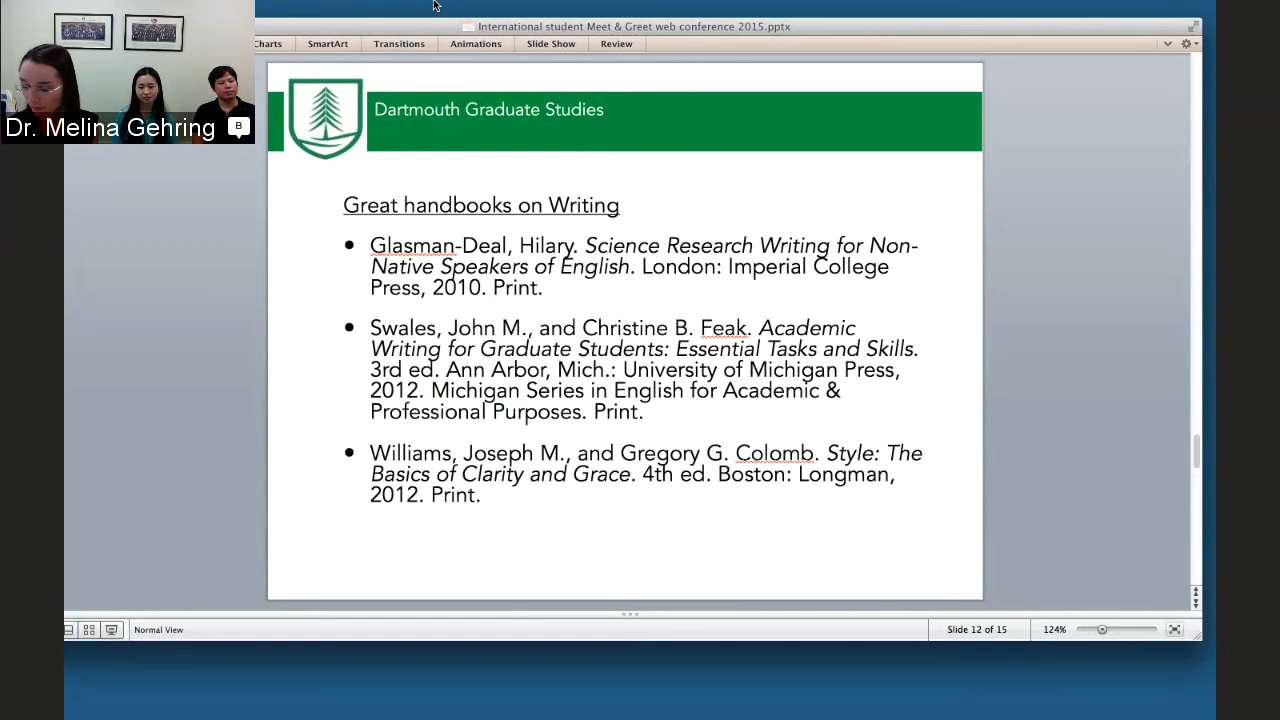 International student Meet & Greet web conference 2015.pptx
Charts SmartArt Transitions Animations Slide Show Review
Dr. Melina Gehring B
Dartmouth Graduate Studies
Great handbooks on Writing
• Glasman-Deal, Hilary. Science Research Writing for Non-
Native Speakers of English. London: Imperial College
Press, 2010. Print.
• Swales, John M., and Christine B. Feak. Academic
Writing for Graduate Students: Essential Tasks and Skills.
3rd ed. Ann Arbor, Mich.: University of Michigan Press,
2012. Michigan Series in English for Academic &
Professional Purposes. Print.
• Williams, Joseph M., and Gregory G. Colomb. Style: The
Basics of Clarity and Grace. 4th ed. Boston: Longman,
2012. Print.
Normal View Slide 12 of 15 124%